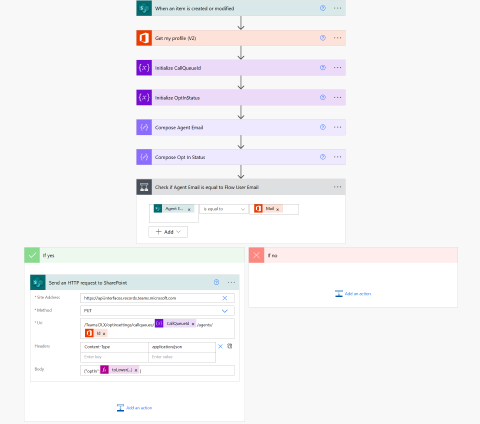 When an item is created or modified
Get my profile (V2)
Initialize CallQueueId
Initialize OptInStatus
Compose Agent Email
Compose Opt In Status
Check if Agent Email is equal to Flow User Email
Agent E... × is equal to Mail ×
+ Add
If yes
If no
Send an HTTP request to SharePoint
Add an action
* Site Address https://api.interfaces.records.teams.microsoft.com
* Method PUT
* Uri /Teams.OLX/optinsettings/callqueues/ CallQueueId × /agents/
Id ×
Headers Content-Type application/json
Enter key Enter value
Body {"optIn": toLower(...) × }
Add an action